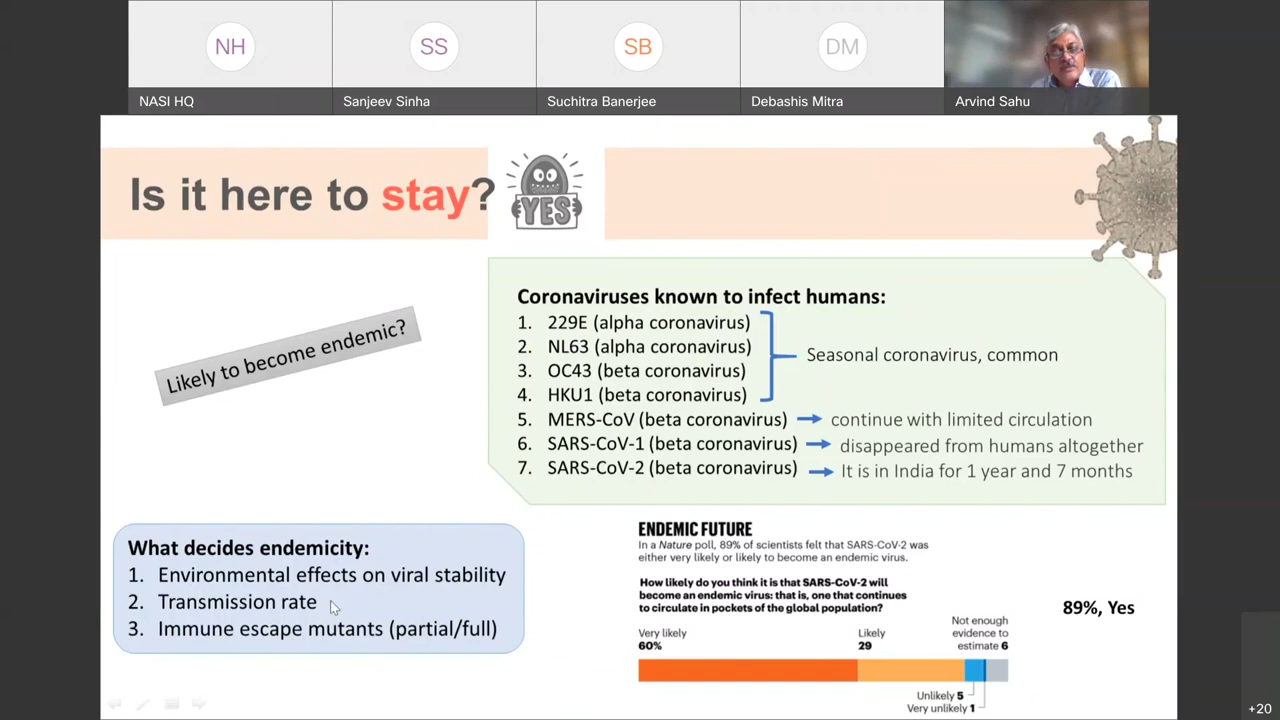 NH
SS
SB
DM
NASI HQ
Sanjeev Sinha
Suchitra Banerjee
Debashis Mitra
Arvind Sahu
Is it here to stay?
YES
Likely to become endemic?
Coronaviruses known to infect humans:
1. 229E (alpha coronavirus)
2. NL63 (alpha coronavirus)
3. OC43 (beta coronavirus)
4. HKU1 (beta coronavirus)
Seasonal coronavirus, common
5. MERS-CoV (beta coronavirus) → continue with limited circulation
6. SARS-CoV-1 (beta coronavirus) → disappeared from humans altogether
7. SARS-CoV-2 (beta coronavirus) → It is in India for 1 year and 7 months
What decides endemicity:
1. Environmental effects on viral stability
2. Transmission rate
3. Immune escape mutants (partial/full)
ENDEMIC FUTURE
In a Nature poll, 89% of scientists felt that SARS-CoV-2 was
either very likely or likely to become an endemic virus.
How likely do you think it is that SARS-CoV-2 will
become an endemic virus: that is, one that continues
to circulate in pockets of the global population?
Very likely
60%
Likely
29
Not enough
evidence to
estimate 6
Unlikely 5
Very unlikely 1
89%, Yes
+20